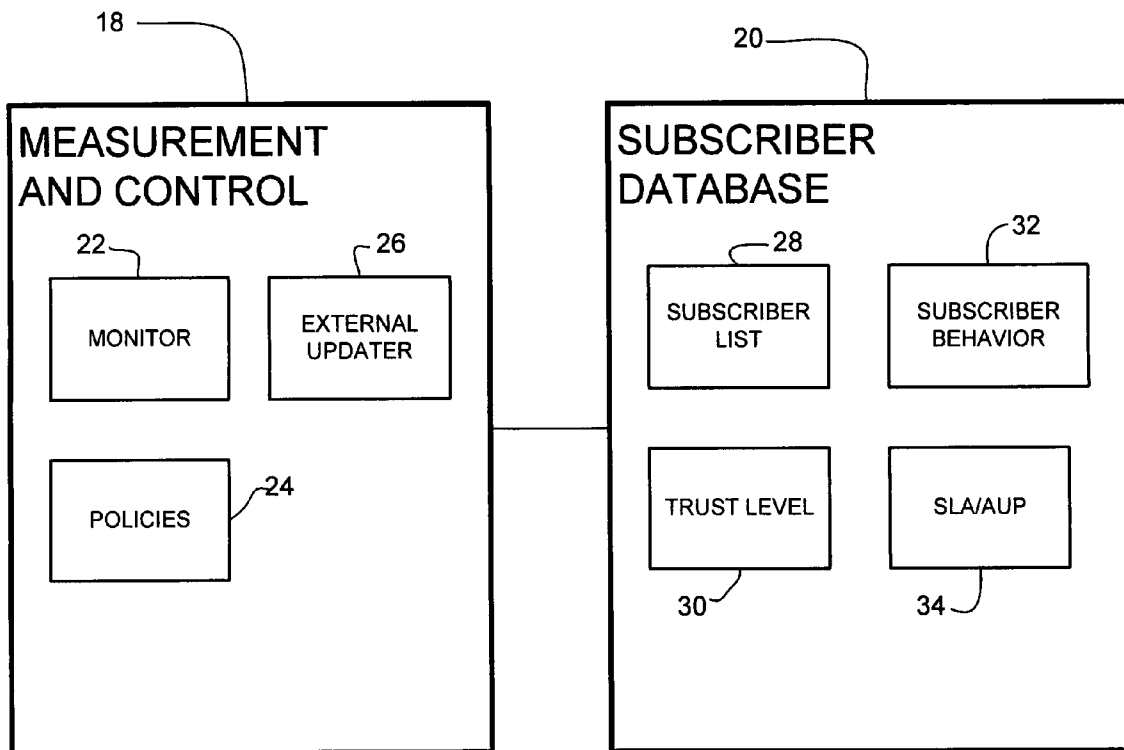 18
20
MEASUREMENT
AND CONTROL
22
26
MONITOR
EXTERNAL
UPDATER
POLICIES
24
SUBSCRIBER
DATABASE
28
32
SUBSCRIBER
LIST
SUBSCRIBER
BEHAVIOR
TRUST LEVEL
SLA/AUP
30
34